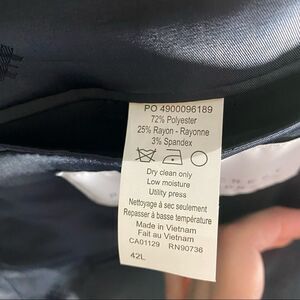 PO 4900096189
72% Polyester
25% Rayon - Rayonne
3% Spandex
Dry clean only
Low moisture
Utility press
Nettoyage à sec seulement
Repasser à basse température
Made in Vietnam
Fait au Vietnam
CA01129 RN90736
42L